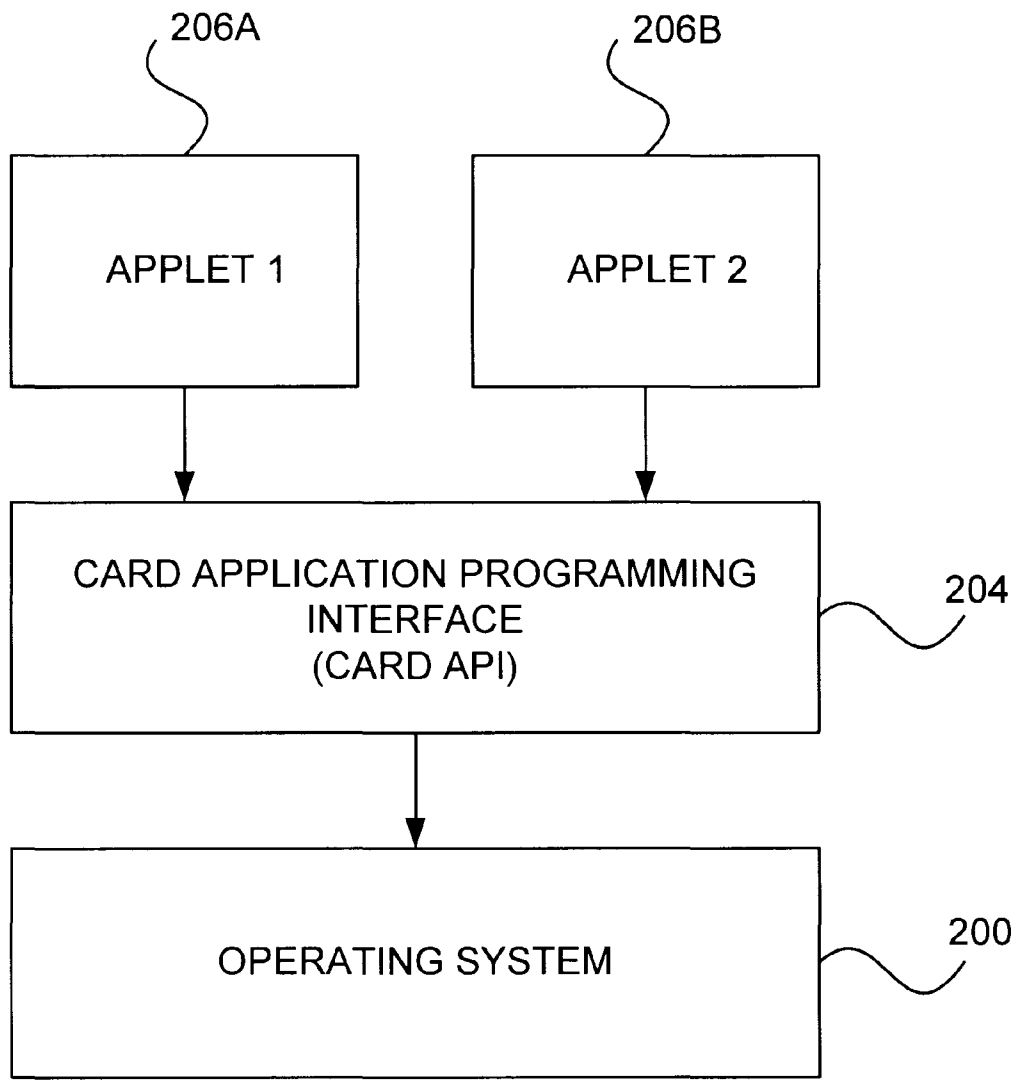 206A
206B
APPLET 1
APPLET 2
CARD APPLICATION PROGRAMMING
INTERFACE
(CARD API)
204
OPERATING SYSTEM
200